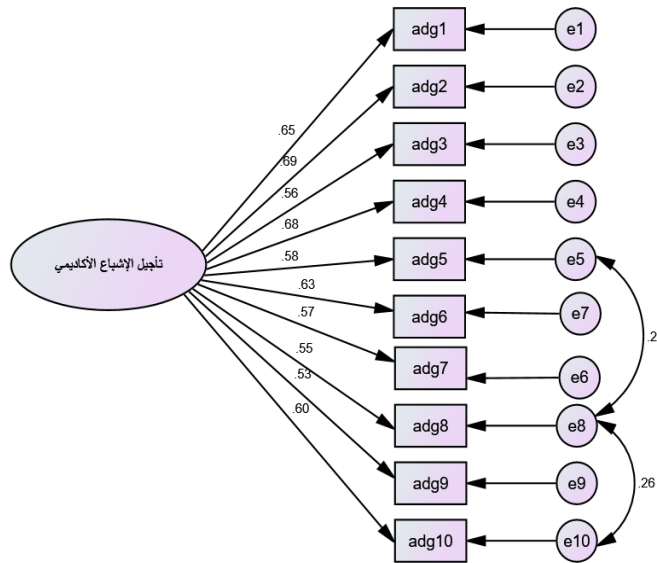 adg1
e1
adg2
e2
adg3
e3
adg4
e4
adg5
e5
adg6
e7
adg7
e6
adg8
e8
adg9
e9
adg10
e10
تأجيل الإشباع الأكاديمي
.65
.69
.56
.68
.58
.63
.57
.55
.53
.60
.2
.26